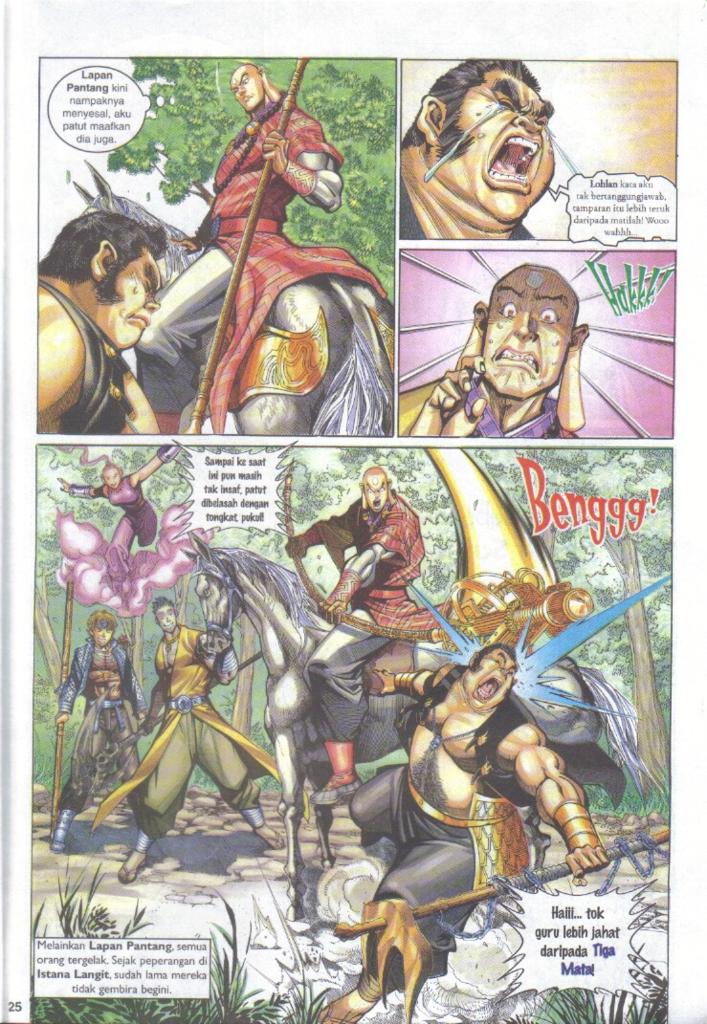 Lapan
Pantang kini
nampaknya
menyesal, aku
patut maafkan
dia juga.
Lohlan kata aku
tak bertanggungjawab,
tamparan itu lebih teruk
daripada matilah! Wooo
wahhh...
Hukkk!!
Sampai ke saat
ini pun masih
tak insaf, patut
dibelasah dengan
tongkat, pukul!
Benggg!
Haiii... tok
guru lebih jahat
daripada Tiga
Mata!
Melainkan Lapan Pantang, semua
orang tergelak. Sejak peperangan di
Istana Langit, sudah lama mereka
tidak gembira begini.
25